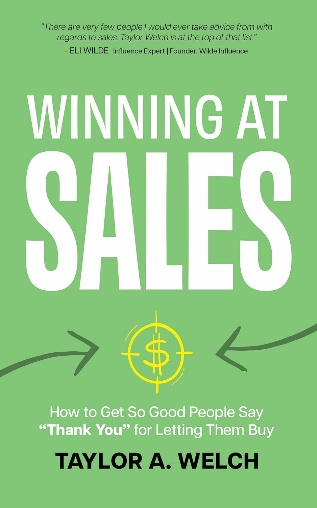 "There are very few people I would ever take advice from with
regards to sales. Taylor Welch is at the top of that list."
- ELI WILDE Influence Expert | Founder, Wilde Influence
WINNING AT
SALES
$
How to Get So Good People Say
"Thank You" for Letting Them Buy
TAYLOR A. WELCH